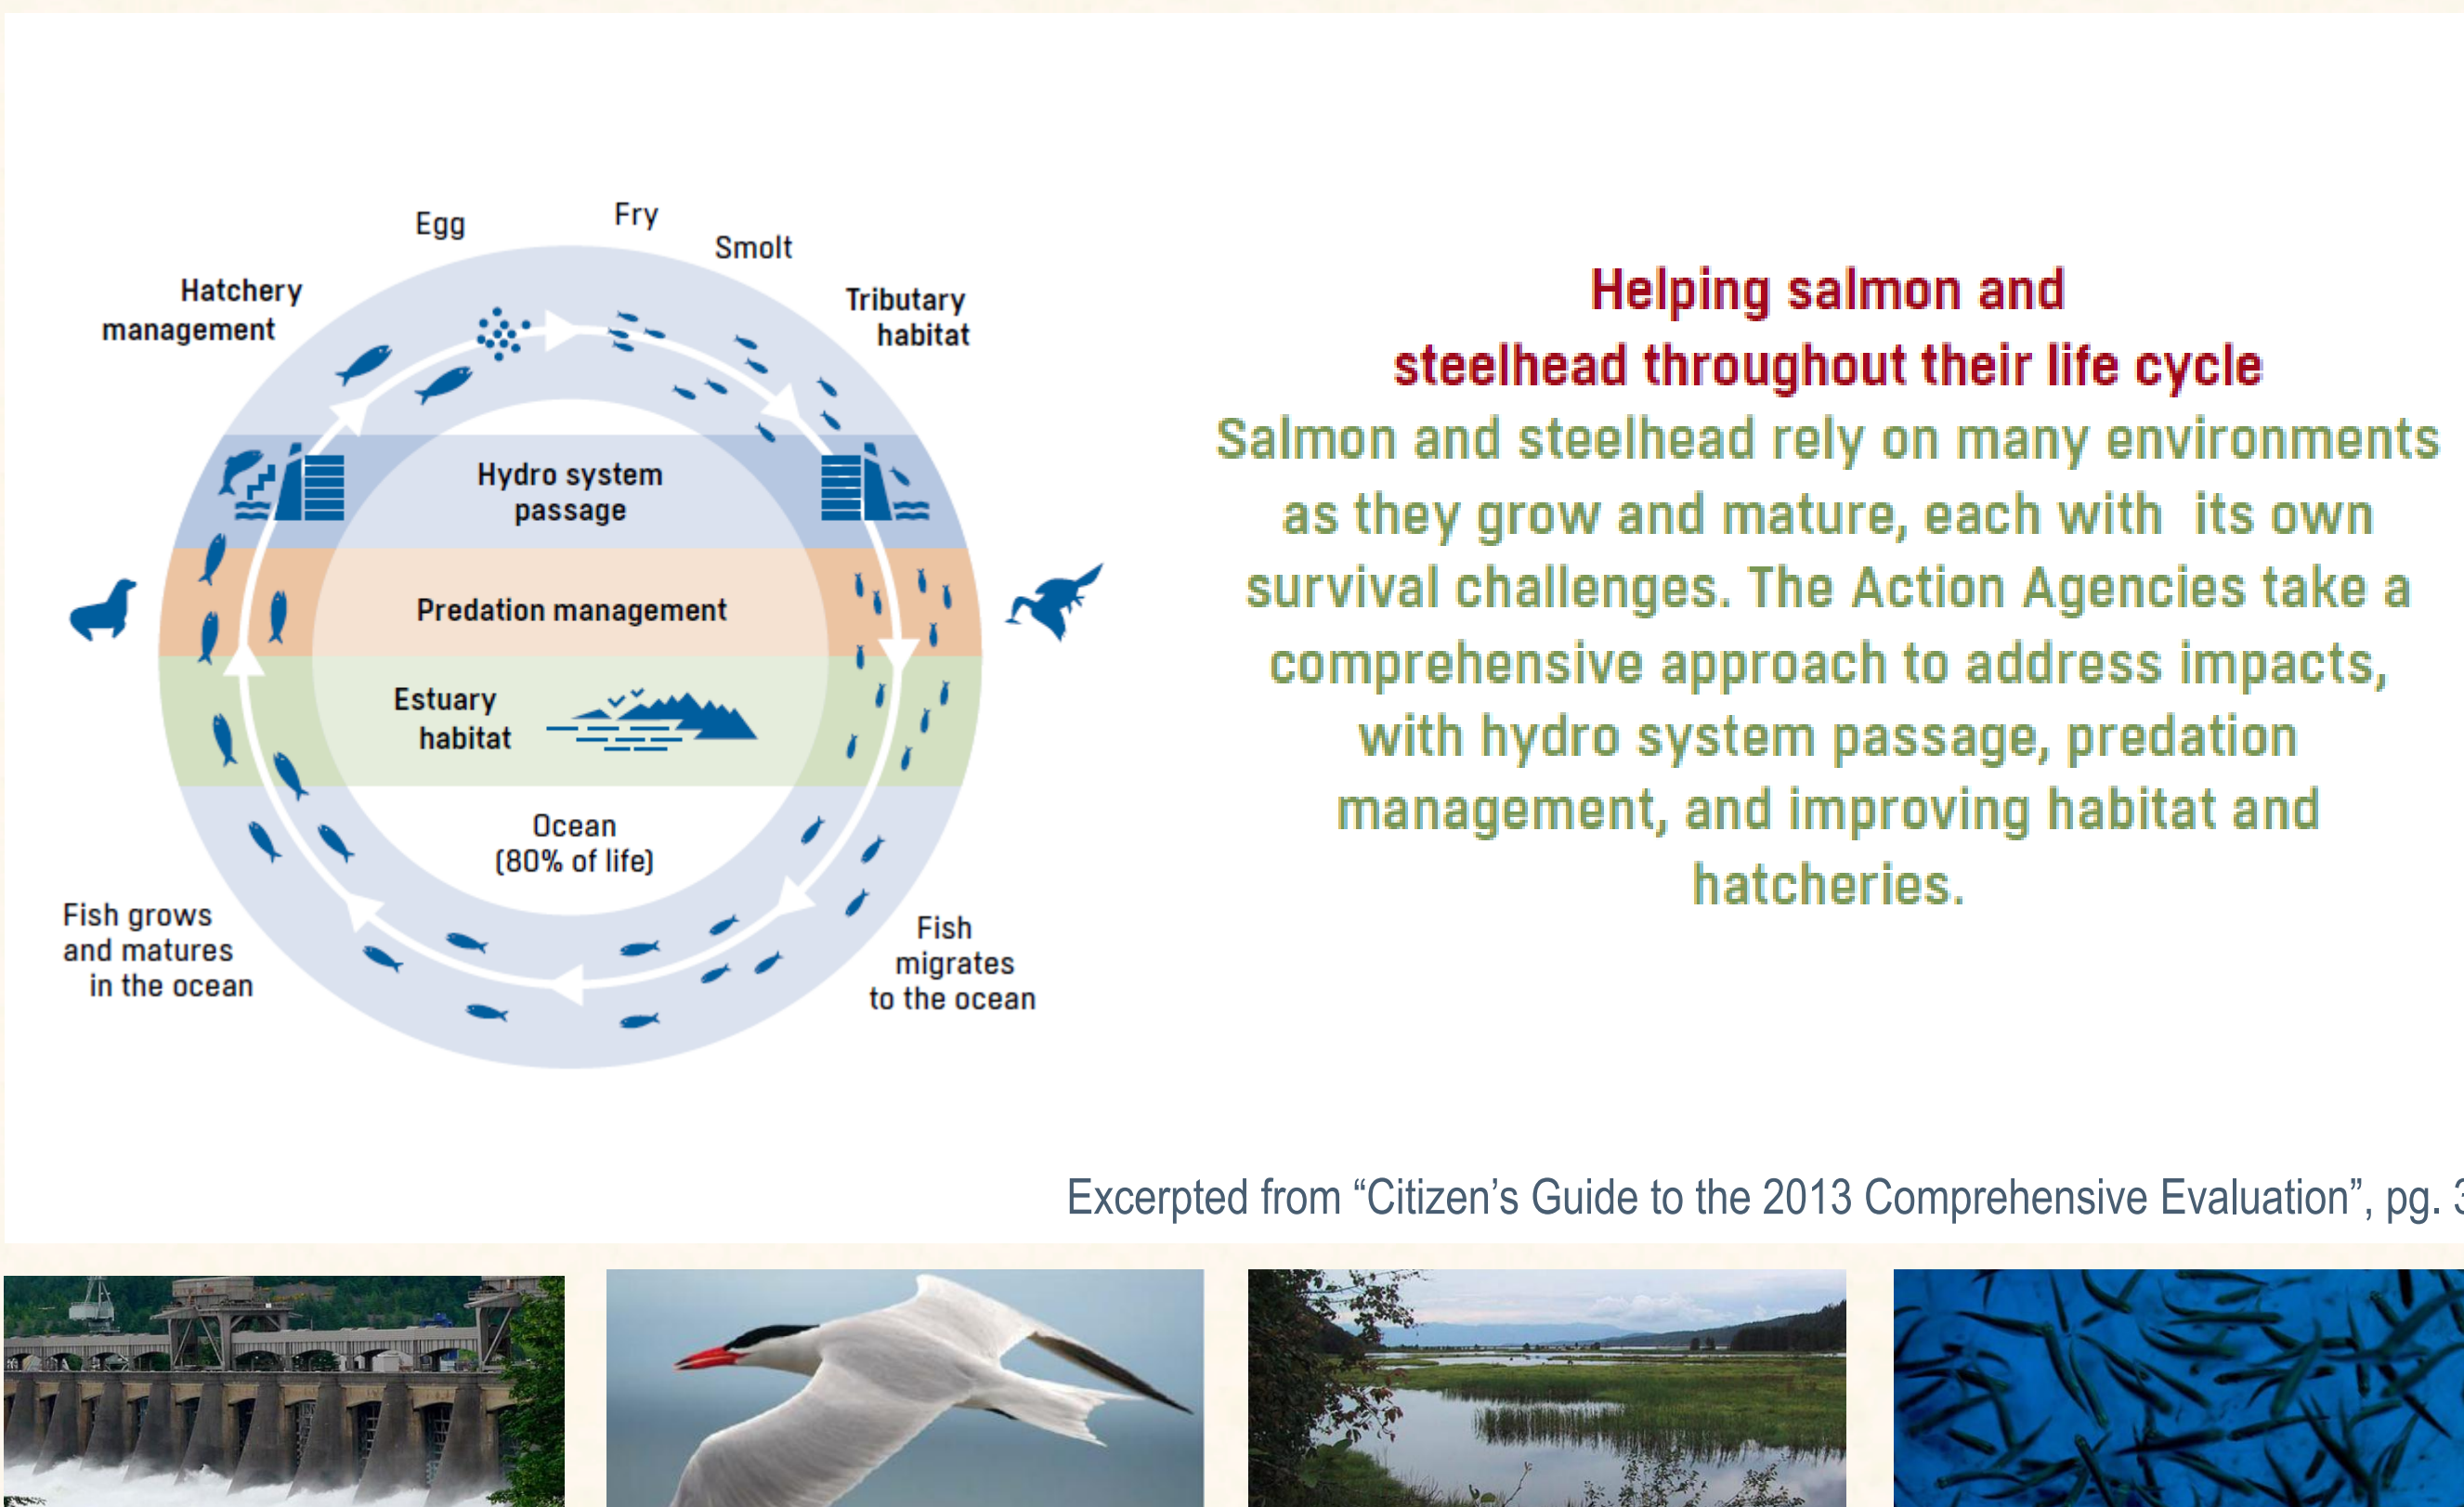 Egg
Fry
Smolt
Hatchery
management
Tributary
habitat
Hydro system
passage
Predation management
Estuary
habitat
Ocean
(80% of life)
Fish grows
and matures
in the ocean
Fish
migrates
to the ocean
Helping salmon and
steelhead throughout their life cycle
Salmon and steelhead rely on many environments
as they grow and mature, each with its own
survival challenges. The Action Agencies take a
comprehensive approach to address impacts,
with hydro system passage, predation
management, and improving habitat and
hatcheries.
Excerpted from “Citizen’s Guide to the 2013 Comprehensive Evaluation”, pg.